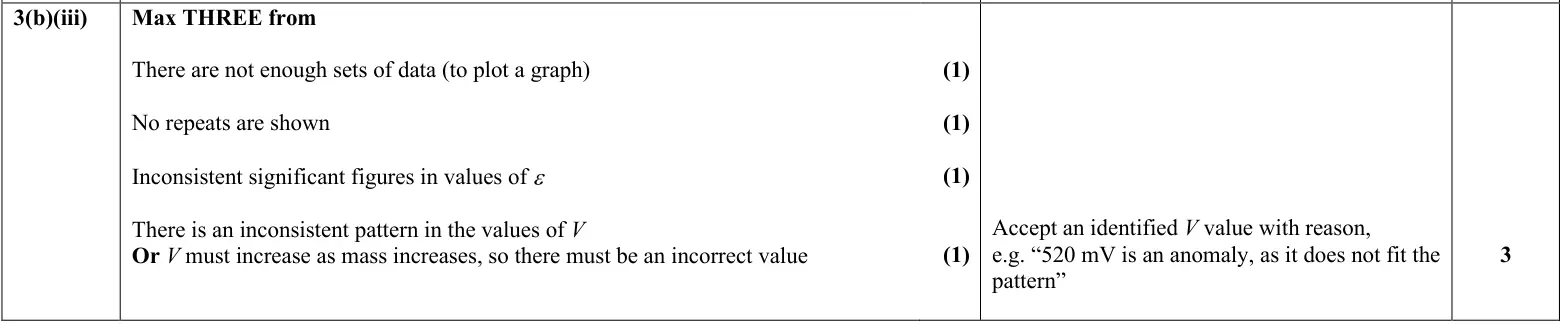 3(b)(iii) Max THREE from
There are not enough sets of data (to plot a graph) (1)
No repeats are shown (1)
Inconsistent significant figures in values of ε (1)
There is an inconsistent pattern in the values of V
Or V must increase as mass increases, so there must be an incorrect value (1)
Accept an identified V value with reason,
e.g. “520 mV is an anomaly, as it does not fit the
pattern”
3